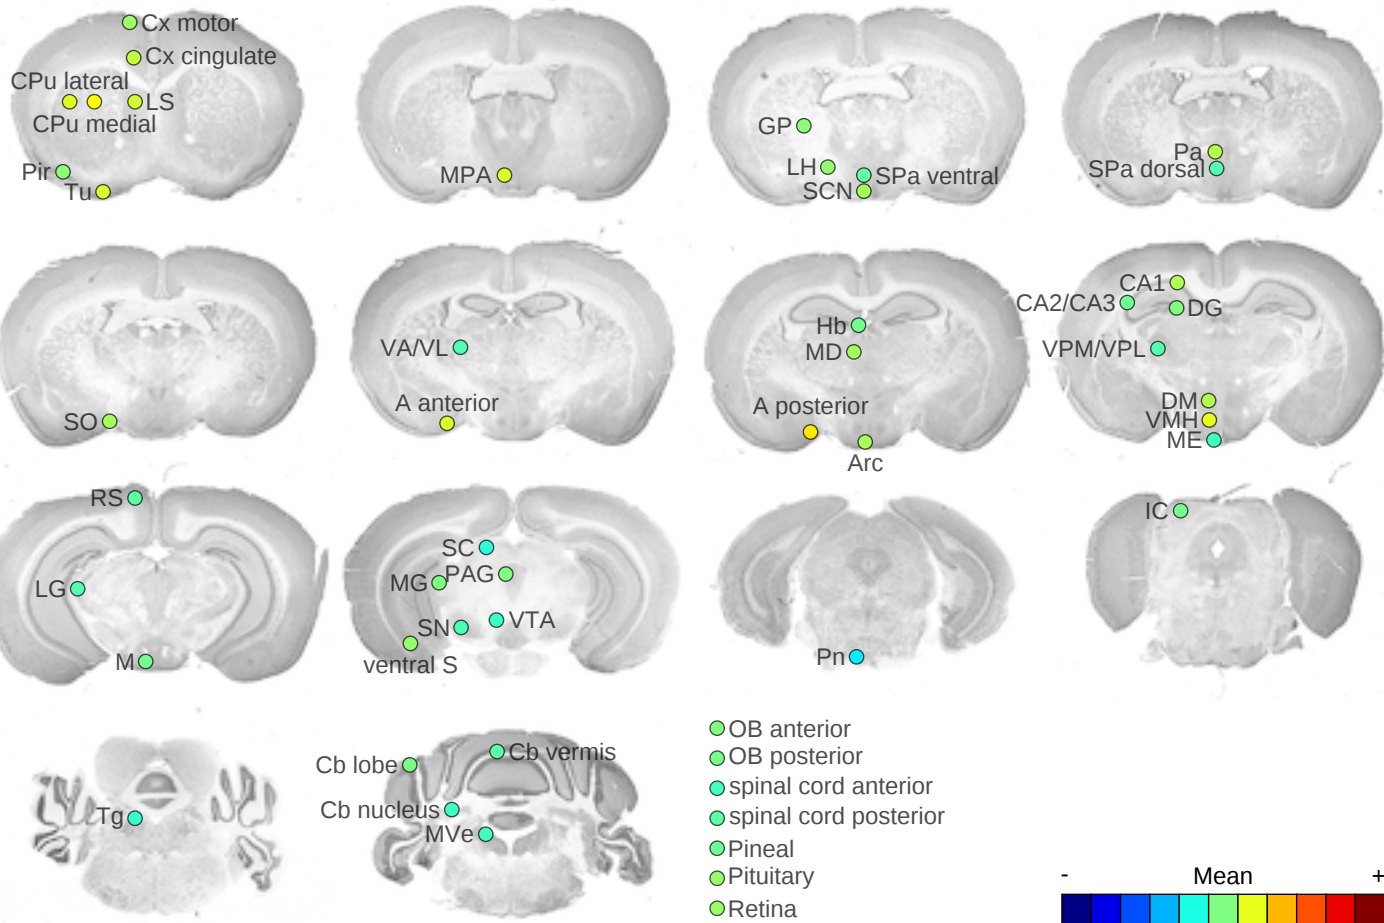 Cx motor
Cx cingulate
CPu lateral
LS
CPu medial
Pir
Tu
MPA
GP
LH
SPa ventral
SCN
Pa
SPa dorsal
SO
VA/VL
A anterior
Hb
MD
A posterior
Arc
CA1
CA2/CA3
DG
VPM/VPL
DM
VMH
ME
RS
LG
M
SC
MG
PAG
SN
VTA
ventral S
Pn
IC
Tg
Cb lobe
Cb vermis
Cb nucleus
MVe
OB anterior
OB posterior
spinal cord anterior
spinal cord posterior
Pineal
Pituitary
Retina
- Mean +